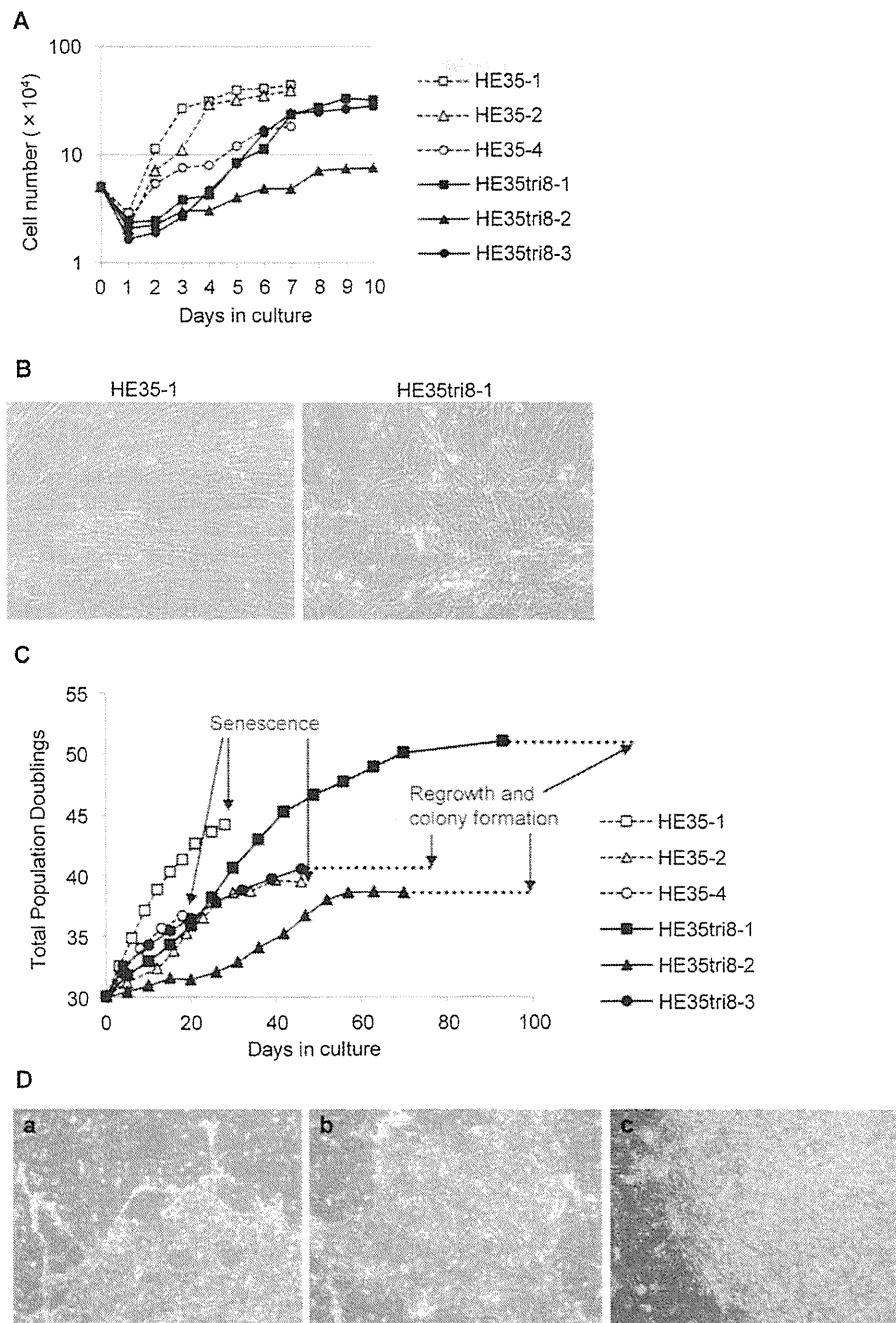 A
100
10
1
Cell number ( × 10⁴)
0 1 2 3 4 5 6 7 8 9 10
Days in culture
HE35-1
HE35-2
HE35-4
HE35tri8-1
HE35tri8-2
HE35tri8-3
B
HE35-1
HE35tri8-1
C
55
50
45
40
35
30
Total Population Doublings
Senescence
Regrowth and
colony formation
0 20 40 60 80 100
Days in culture
HE35-1
HE35-2
HE35-4
HE35tri8-1
HE35tri8-2
HE35tri8-3
D
a
b
c